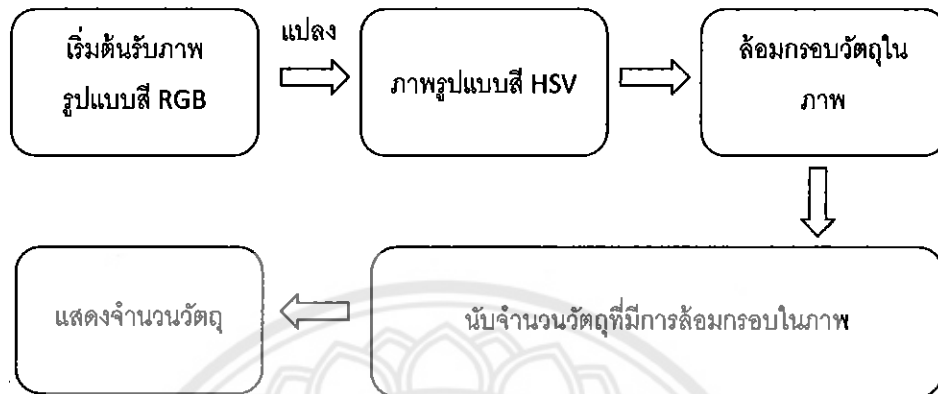 เริ่มต้นรับภาพ
รูปแบบสี RGB
แปลง
ภาพรูปแบบสี HSV
ล้อมกรอบวัตถุใน
ภาพ
นับจำนวนวัตถุที่มีการล้อมกรอบในภาพ
แสดงจำนวนวัตถุ